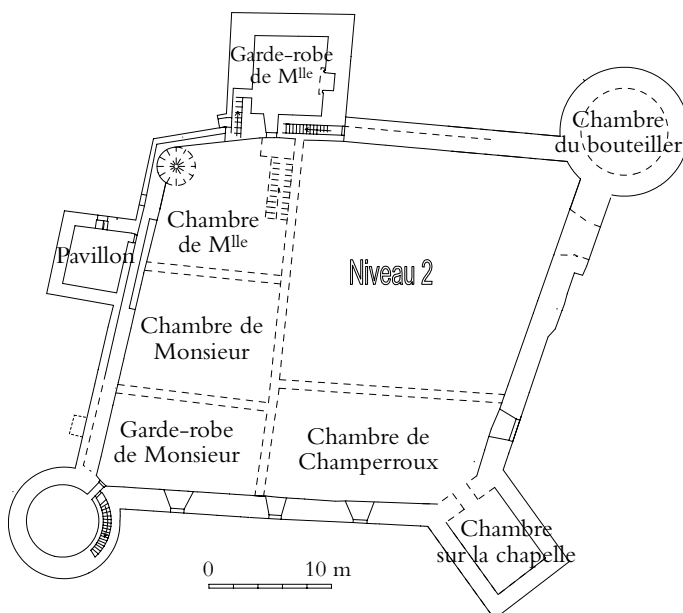 Garde-robe
de Mlle
Chambre
du bouteiller
Chambre
de Mlle
Pavillon
Niveau 2
Chambre de
Monsieur
Garde-robe
de Monsieur
Chambre de
Champerroux
Chambre
sur la chapelle
0 10 m